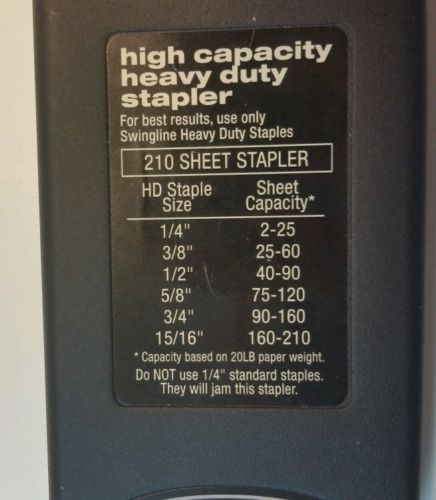 high capacity
heavy duty
stapler
For best results, use only
Swingline Heavy Duty Staples
210 SHEET STAPLER
HD Staple Size Sheet Capacity*
1/4" 2-25
3/8" 25-60
1/2" 40-90
5/8" 75-120
3/4" 90-160
15/16" 160-210
* Capacity based on 20LB paper weight.
Do NOT use 1/4" standard staples.
They will jam this stapler.